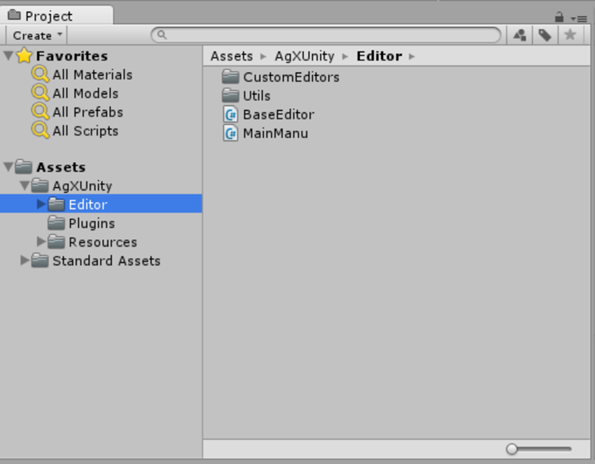 Project
Create
Favorites
All Materials
All Models
All Prefabs
All Scripts
Assets
AgXUnity
Editor
Plugins
Resources
Standard Assets
Assets AgXUnity Editor
CustomEditors
Utils
BaseEditor
MainManu